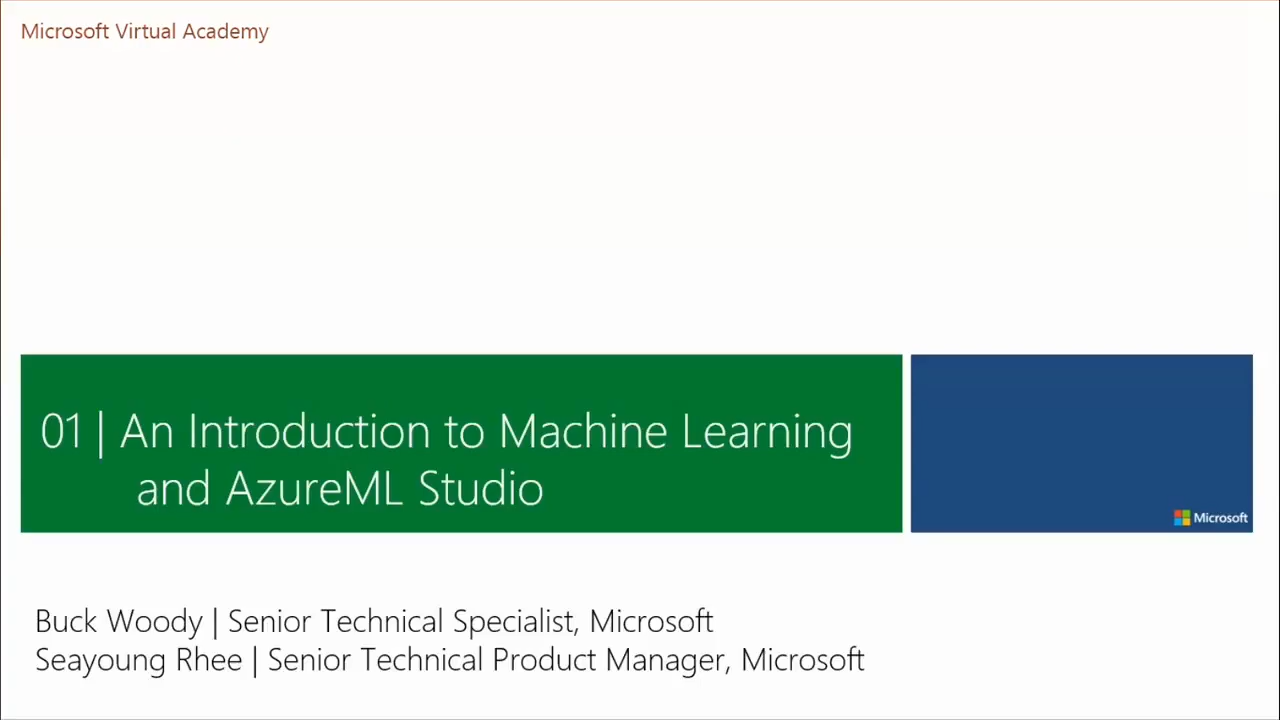 Microsoft Virtual Academy
01 | An Introduction to Machine Learning
and AzureML Studio
Microsoft
Buck Woody | Senior Technical Specialist, Microsoft
Seayoung Rhee | Senior Technical Product Manager, Microsoft